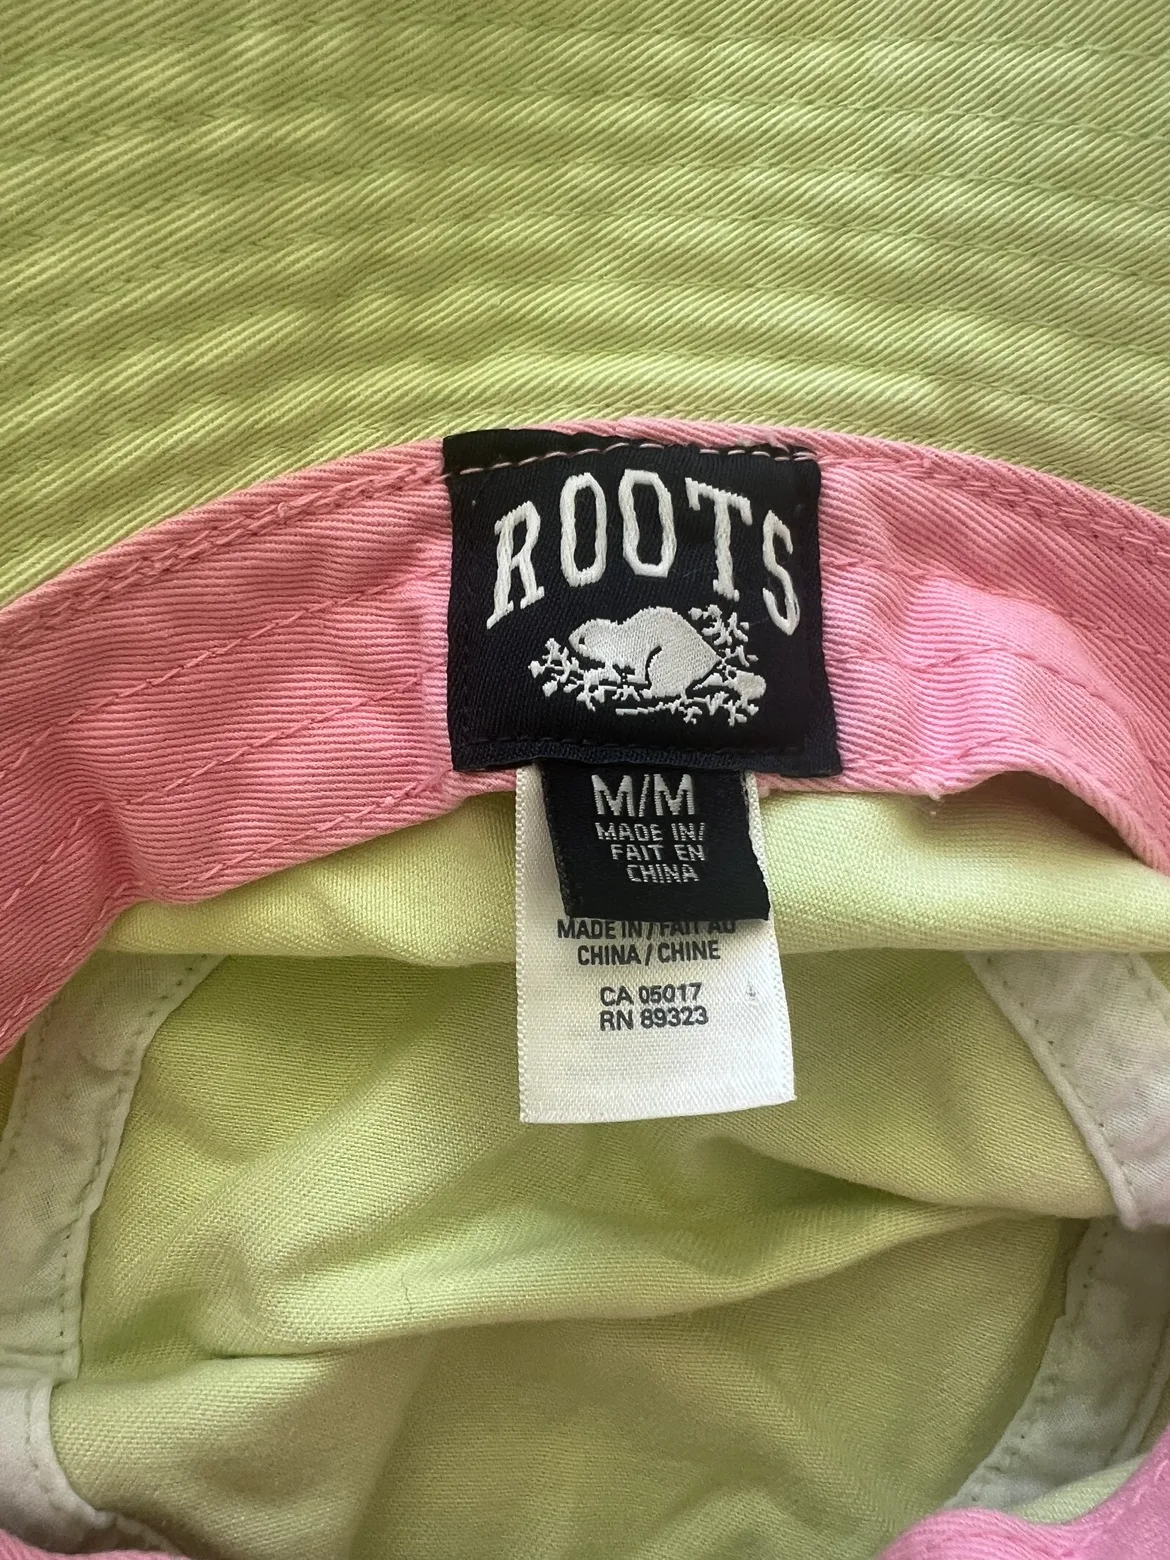 ROOTS
M/M
MADE IN/
FAIT EN
CHINA
MADE IN / FAIT AU
CHINA / CHINE
CA 05017
RN 89323